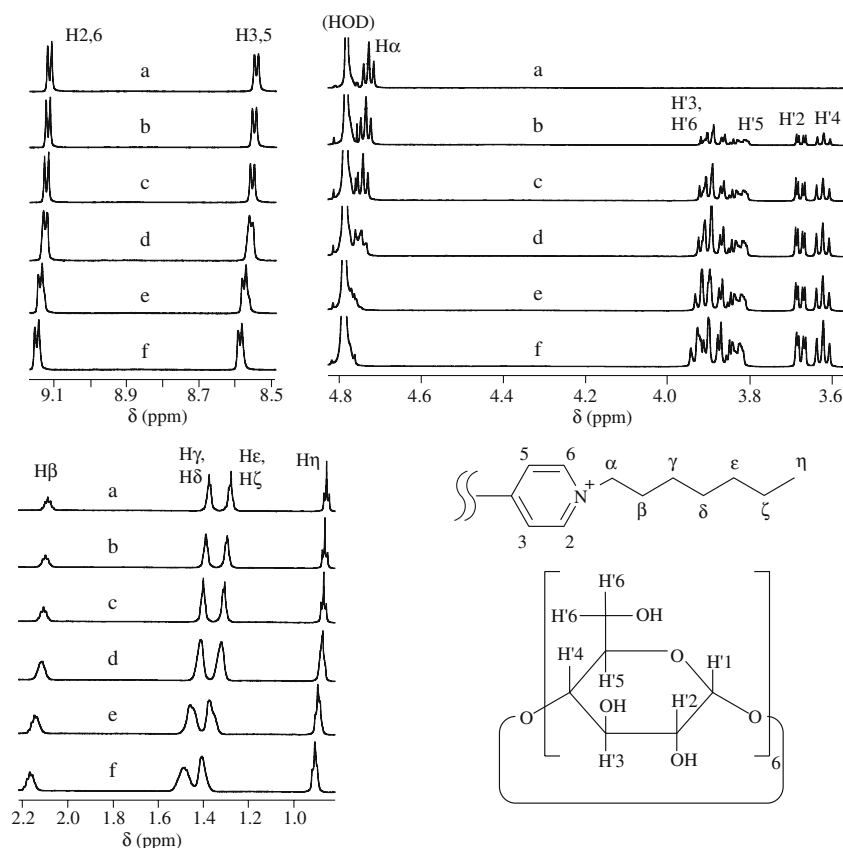 H2,6 H3,5
a
b
c
d
e
f
9.1 8.9 8.7 8.5
δ (ppm)
(HOD)
Hα
a
b
c
d
e
f
H'3,
H'6
H'5
H'2
H'4
4.8 4.6 4.4 4.2 4.0 3.8 3.6
δ (ppm)
Hβ
Hγ,
Hδ
Hε,
Hζ
Hη
a
b
c
d
e
f
2.2 2.0 1.8 1.6 1.4 1.2 1.0
δ (ppm)
5 6 α γ ε η
N+
3 2 β δ ζ
H'6
H'6 OH
H'4 O H'1
H'5
O OH H'2 O
H'3 OH
6